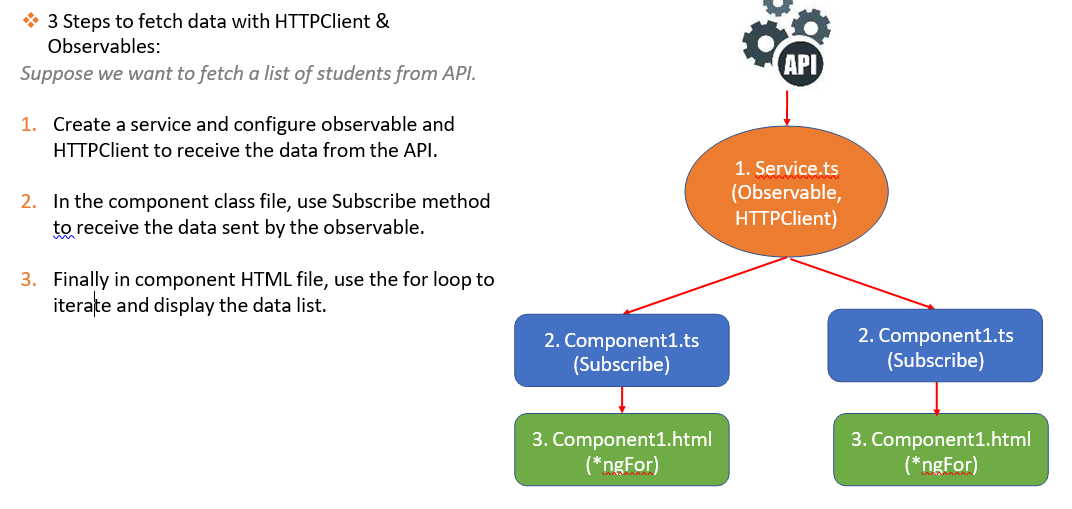 ❖ 3 Steps to fetch data with HTTPClient &
Observables:
Suppose we want to fetch a list of students from API.
1. Create a service and configure observable and
HTTPClient to receive the data from the API.
2. In the component class file, use Subscribe method
to receive the data sent by the observable.
3. Finally in component HTML file, use the for loop to
iterate and display the data list.
API
1. Service.ts
(Observable,
HTTPClient)
2. Component1.ts
(Subscribe)
2. Component1.ts
(Subscribe)
3. Component1.html
(*ngFor)
3. Component1.html
(*ngFor)